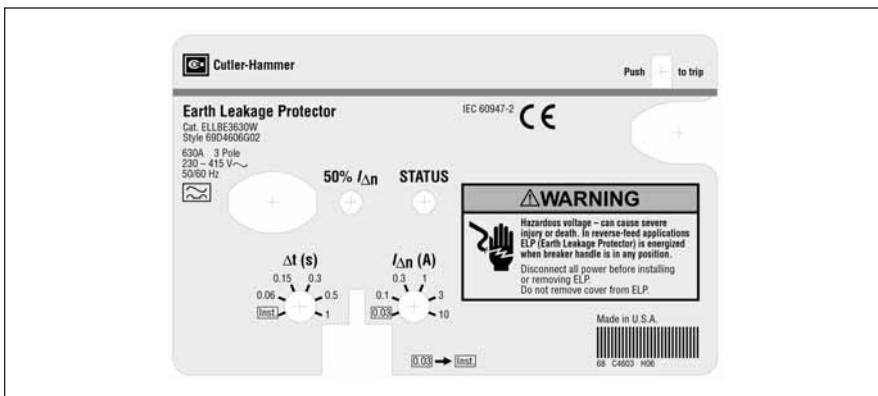 Cutler-Hammer
Push to trip
Earth Leakage Protector
Cat. ELLBE3630W
Style 69D4606G02
630A 3 Pole
230 – 415 V~
50/60 Hz
IEC 60947-2 CE
50% I∆n
STATUS
⚠WARNING
Hazardous voltage – can cause severe
injury or death. In reverse-feed applications
ELP (Earth Leakage Protector) is energized
when breaker handle is in any position.
Disconnect all power before installing
or removing ELP.
Do not remove cover from ELP.
∆t (s)
0.15 0.3
0.06 0.5
Inst. 1
I∆n (A)
0.3 1
0.1 3
0.03 10
0.03 → Inst.
Made in U.S.A.
68 C4603 H06